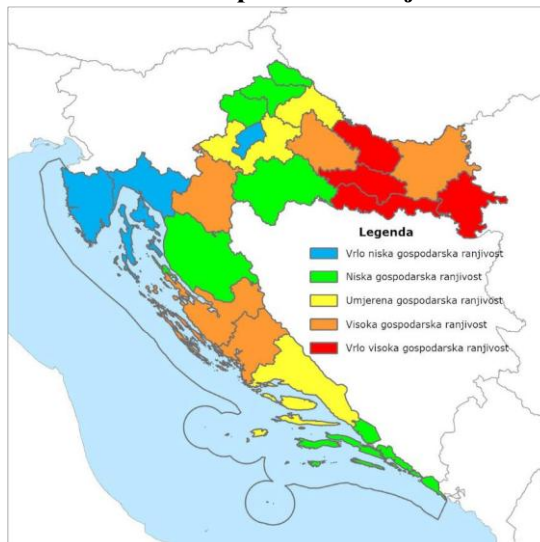 Legenda
Vrlo niska gospodarska ranjivost
Niska gospodarska ranjivost
Umjerena gospodarska ranjivost
Visoka gospodarska ranjivost
Vrlo visoka gospodarska ranjivost